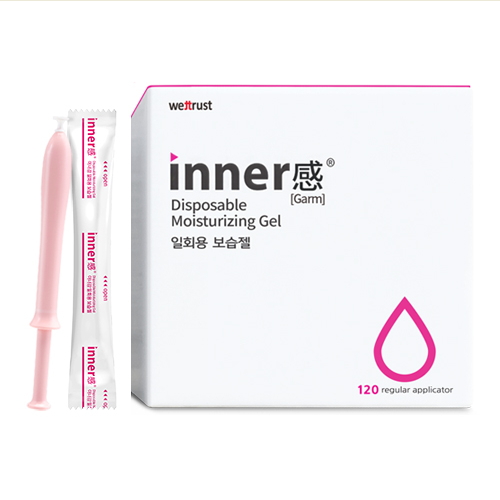 wettrust
inner感®
[Garm]
Disposable
Moisturizing Gel
일회용 보습젤
120 regular applicator
inner感
<<< open
inner感
<<< open
inner感